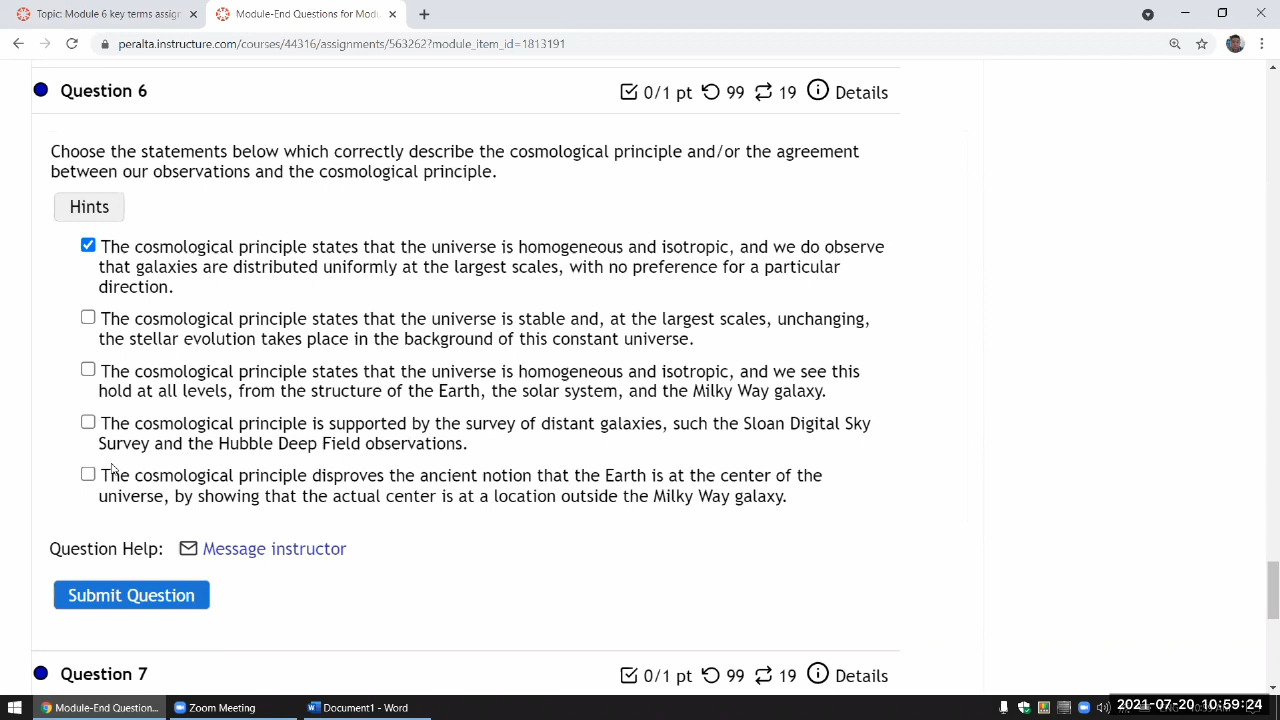 Topic: Module 6 key terms assign
Module-End Questions for Modu
peralta.instructure.com/courses/44316/assignments/563262?module_item_id=1813191
Question 6
0/1 pt 99 19 Details
Choose the statements below which correctly describe the cosmological principle and/or the agreement
between our observations and the cosmological principle.
Hints
The cosmological principle states that the universe is homogeneous and isotropic, and we do observe
that galaxies are distributed uniformly at the largest scales, with no preference for a particular
direction.
The cosmological principle states that the universe is stable and, at the largest scales, unchanging,
the stellar evolution takes place in the background of this constant universe.
The cosmological principle states that the universe is homogeneous and isotropic, and we see this
hold at all levels, from the structure of the Earth, the solar system, and the Milky Way galaxy.
The cosmological principle is supported by the survey of distant galaxies, such the Sloan Digital Sky
Survey and the Hubble Deep Field observations.
The cosmological principle disproves the ancient notion that the Earth is at the center of the
universe, by showing that the actual center is at a location outside the Milky Way galaxy.
Question Help: Message instructor
Submit Question
Question 7
0/1 pt 99 19 Details
Module-End Question...
Zoom Meeting
Document1 - Word
2021-07-20 10:59:24